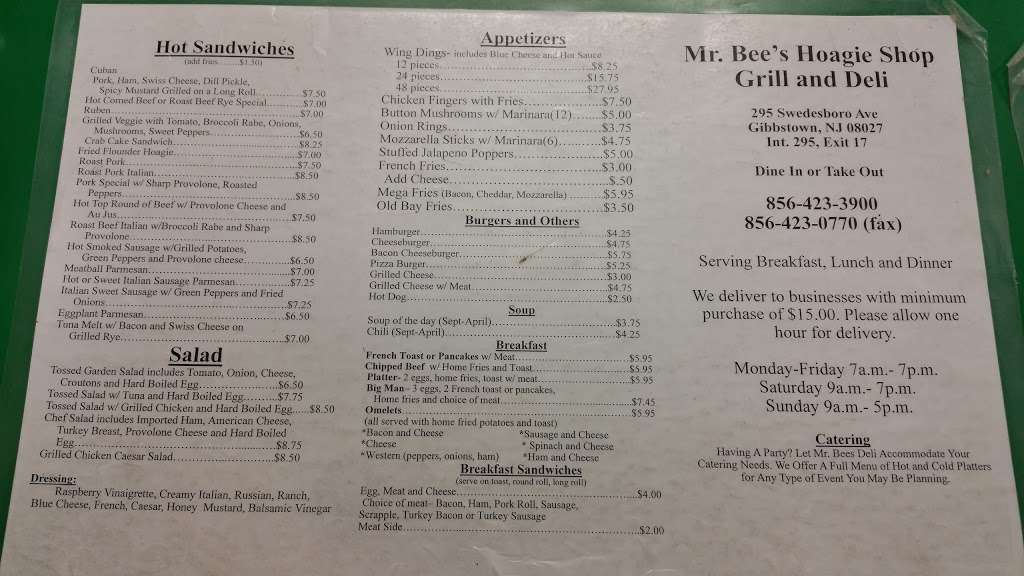 Hot Sandwiches
(add fries.........$1.50)
Cuban
Pork, Ham, Swiss Cheese, Dill Pickle,
Spicy Mustard Grilled on a Long Roll............$7.50
Hot Corned Beef or Roast Beef Rye Special.........$7.00
Ruben..........................................................$7.00
Grilled Veggie with Tomato, Broccoli Rabe, Onions,
Mushrooms, Sweet Peppers........................$6.50
Crab Cake Sandwich.......................................$8.25
Fried Flounder Hoagie.....................................$7.00
Roast Pork.....................................................$7.50
Roast Pork Italian............................................$8.50
Pork Special w/ Sharp Provolone, Roasted
Peppers....................................................$8.50
Hot Top Round of Beef w/ Provolone Cheese and
Au Jus......................................................$7.50
Roast Beef Italian w/Broccoli Rabe and Sharp
Provolone.................................................$8.50
Hot Smoked Sausage w/Grilled Potatoes,
Green Peppers and Provolone cheese............$6.50
Meatball Parmesan..........................................$7.00
Hot or Sweet Italian Sausage Parmesan..............$7.25
Italian Sweet Sausage w/ Green Peppers and Fried
Onions.....................................................$7.25
Eggplant Parmesan..........................................$6.50
Tuna Melt w/ Bacon and Swiss Cheese on
Grilled Rye................................................$7.00
Salad
Tossed Garden Salad includes Tomato, Onion, Cheese,
Croutons and Hard Boiled Egg....................$6.50
Tossed Salad w/ Tuna and Hard Boiled Egg.........$7.75
Tossed Salad w/ Grilled Chicken and Hard Boiled Egg.....$8.50
Chef Salad includes Imported Ham, American Cheese,
Turkey Breast, Provolone Cheese and Hard Boiled
Egg..........................................................$8.75
Grilled Chicken Caesar Salad............................$8.50
Dressing:
Raspberry Vinaigrette, Creamy Italian, Russian, Ranch,
Blue Cheese, French, Caesar, Honey Mustard, Balsamic Vinegar
Appetizers
Wing Dings- includes Blue Cheese and Hot Sauce
12 pieces..........................................$8.25
24 pieces..........................................$15.75
48 pieces..........................................$27.95
Chicken Fingers with Fries......................$7.50
Button Mushrooms w/ Marinara(12).......$5.00
Onion Rings...........................................$3.75
Mozzarella Sticks w/ Marinara(6)...........$4.75
Stuffed Jalapeno Poppers.......................$5.00
French Fries...........................................$3.00
Add Cheese.......................................$.50
Mega Fries (Bacon, Cheddar, Mozzarella)........$5.95
Old Bay Fries.........................................$3.50
Burgers and Others
Hamburger..................................................$4.25
Cheeseburger..............................................$4.75
Bacon Cheeseburger....................................$5.75
Pizza Burger...............................................$5.25
Grilled Cheese............................................$3.00
Grilled Cheese w/ Meat................................$4.75
Hot Dog......................................................$2.50
Soup
Soup of the day (Sept-April).........................$3.75
Chili (Sept-April)........................................$4.25
Breakfast
French Toast or Pancakes w/ Meat.........................$5.95
Chipped Beef w/ Home Fries and Toast..................$5.95
Platter- 2 eggs, home fries, toast w/ meat................$5.95
Big Man- 3 eggs, 2 French toast or pancakes,
Home fries and choice of meat............................$7.45
Omelets..............................................................$5.95
(all served with home fried potatoes and toast)
*Bacon and Cheese *Sausage and Cheese
*Cheese * Spinach and Cheese
*Western (peppers, onions, ham) *Ham and Cheese
Breakfast Sandwiches
(serve on toast, round roll, long roll)
Egg, Meat and Cheese..........................................$4.00
Choice of meat- Bacon, Ham, Pork Roll, Sausage,
Scrapple, Turkey Bacon or Turkey Sausage
Meat Side...........................................................$2.00
Mr. Bee's Hoagie Shop
Grill and Deli
295 Swedesboro Ave
Gibbstown, NJ 08027
Int. 295, Exit 17
Dine In or Take Out
856-423-3900
856-423-0770 (fax)
Serving Breakfast, Lunch and Dinner
We deliver to businesses with minimum
purchase of $15.00. Please allow one
hour for delivery.
Monday-Friday 7a.m.- 7p.m.
Saturday 9a.m.- 7p.m.
Sunday 9a.m.- 5p.m.
Catering
Having A Party? Let Mr. Bees Deli Accommodate Your
Catering Needs. We Offer A Full Menu of Hot and Cold Platters
for Any Type of Event You May Be Planning.